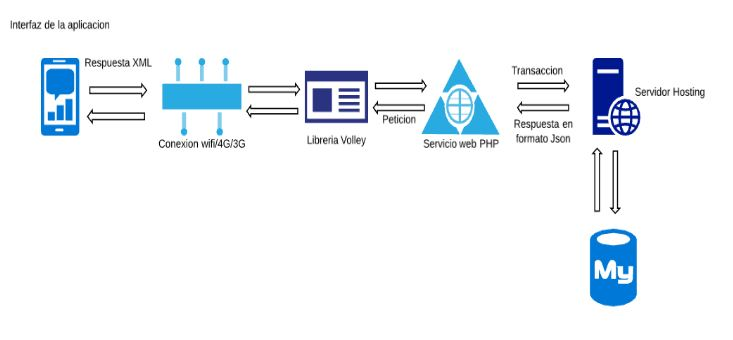 Interfaz de la aplicacion
Respuesta XML
Conexion wifi/4G/3G
Libreria Volley
Peticion
Servicio web PHP
Transaccion
Respuesta en
formato Json
Servidor Hosting
My